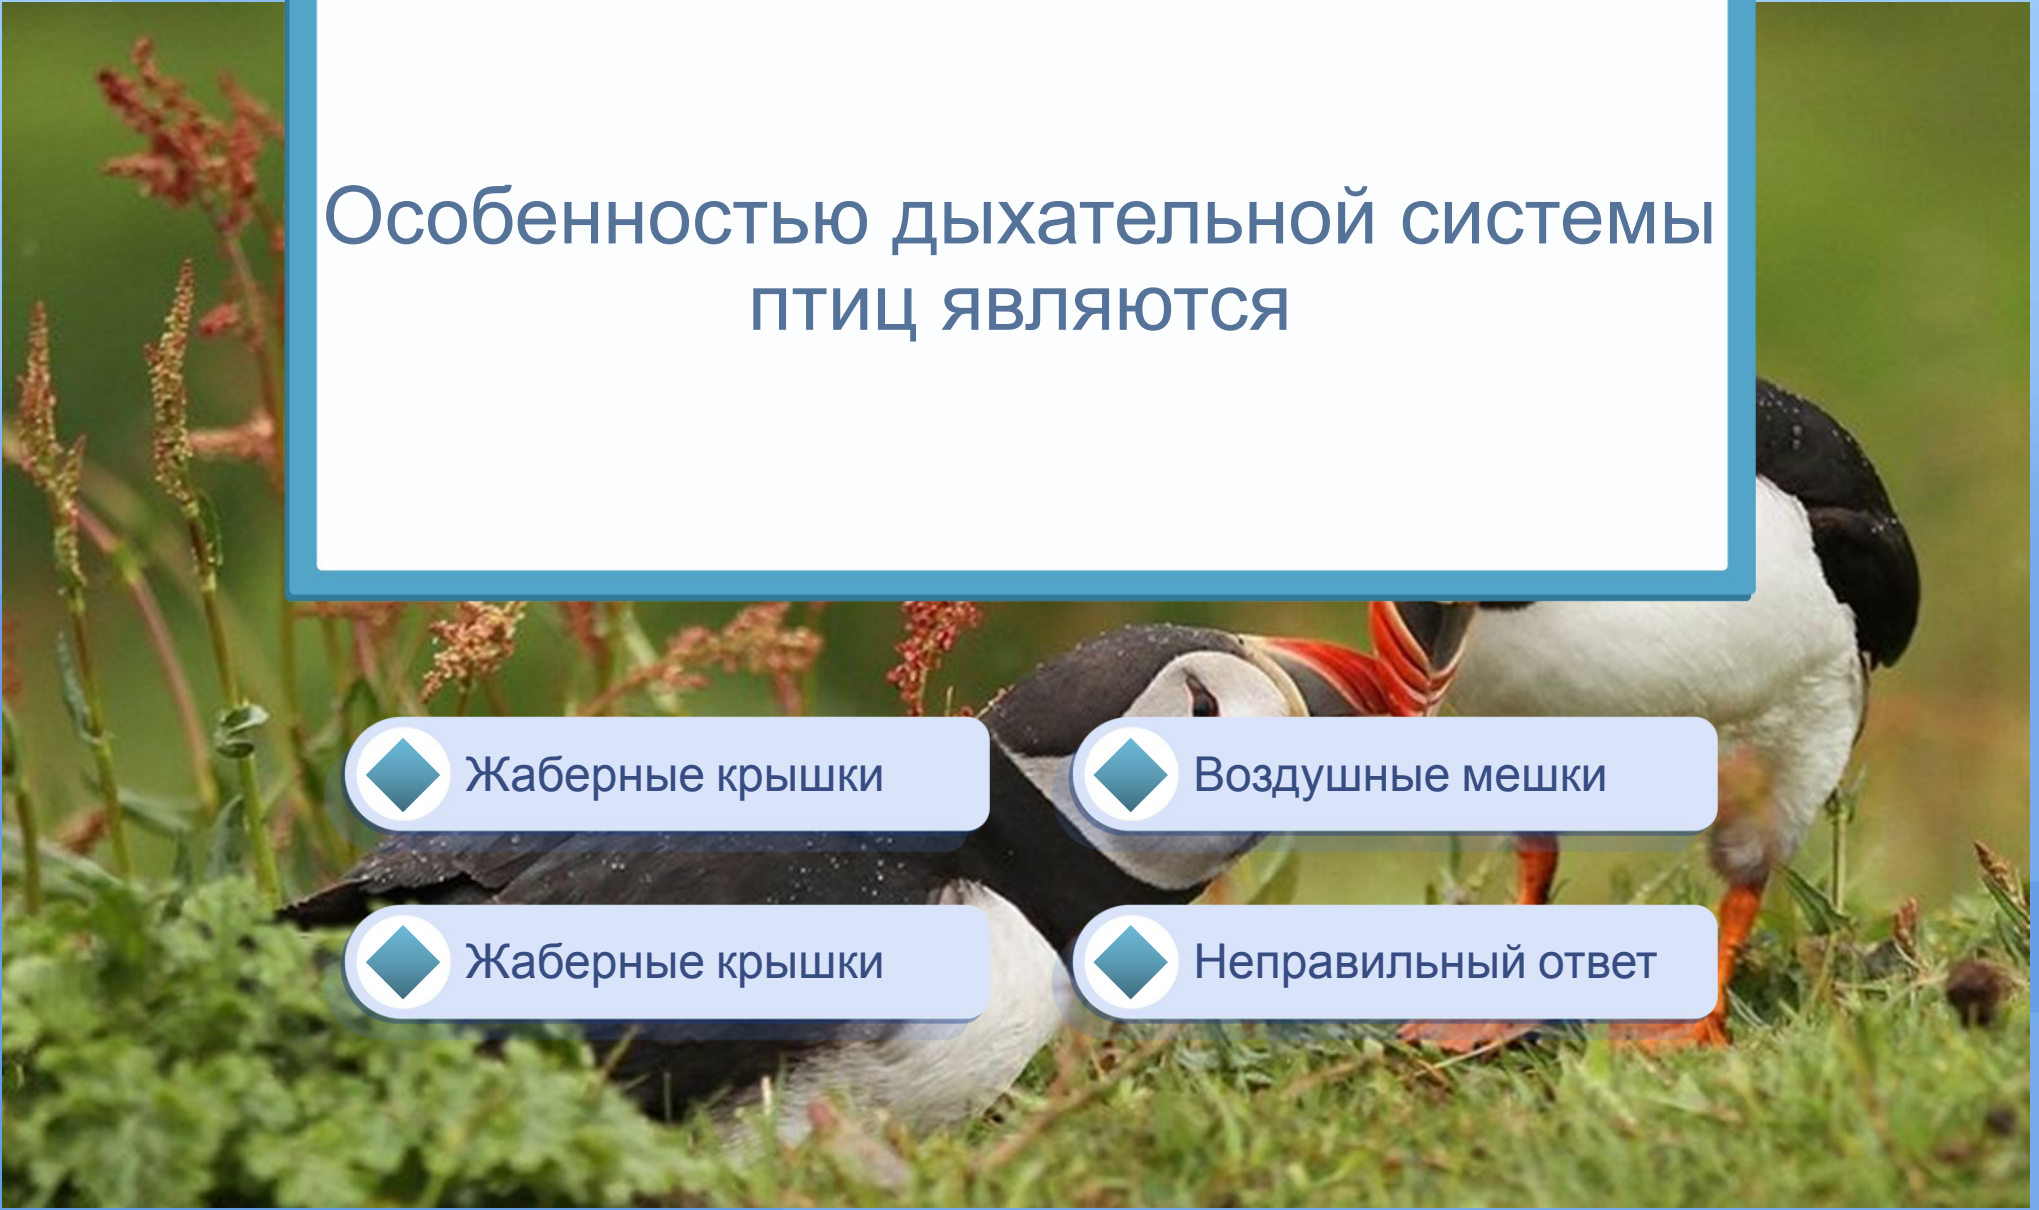 Особенностью дыхательной системы
птиц являются
Жаберные крышки
Воздушные мешки
Жаберные крышки
Неправильный ответ